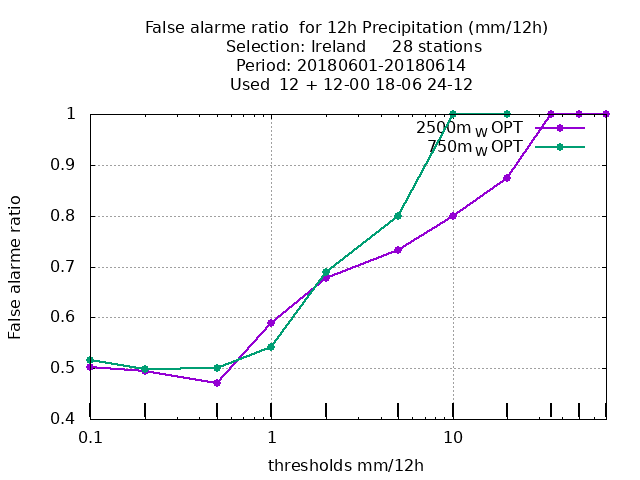 False alarme ratio  for 12h Precipitation (mm/12h)
Selection: Ireland     28 stations
Period: 20180601-20180614
Used  12 + 12-00 18-06 24-12
False alarme ratio
1
0.9
0.8
0.7
0.6
0.5
0.4
2500m W OPT
750m W OPT
0.1 1 10
thresholds mm/12h